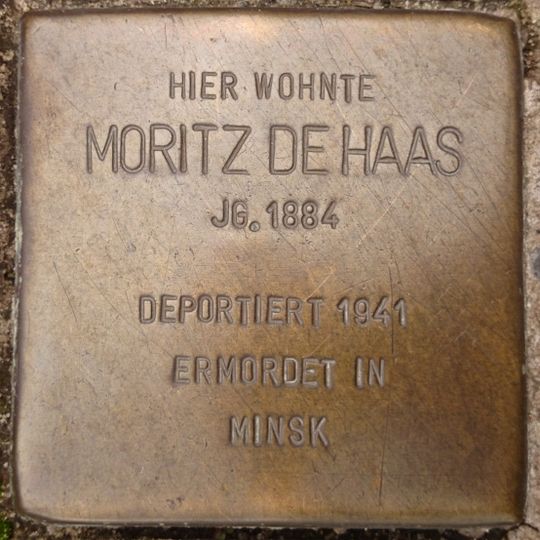 HIER WOHNTE
MORITZ DE HAAS
JG. 1884
DEPORTIERT 1941
ERMORDET IN
MINSK